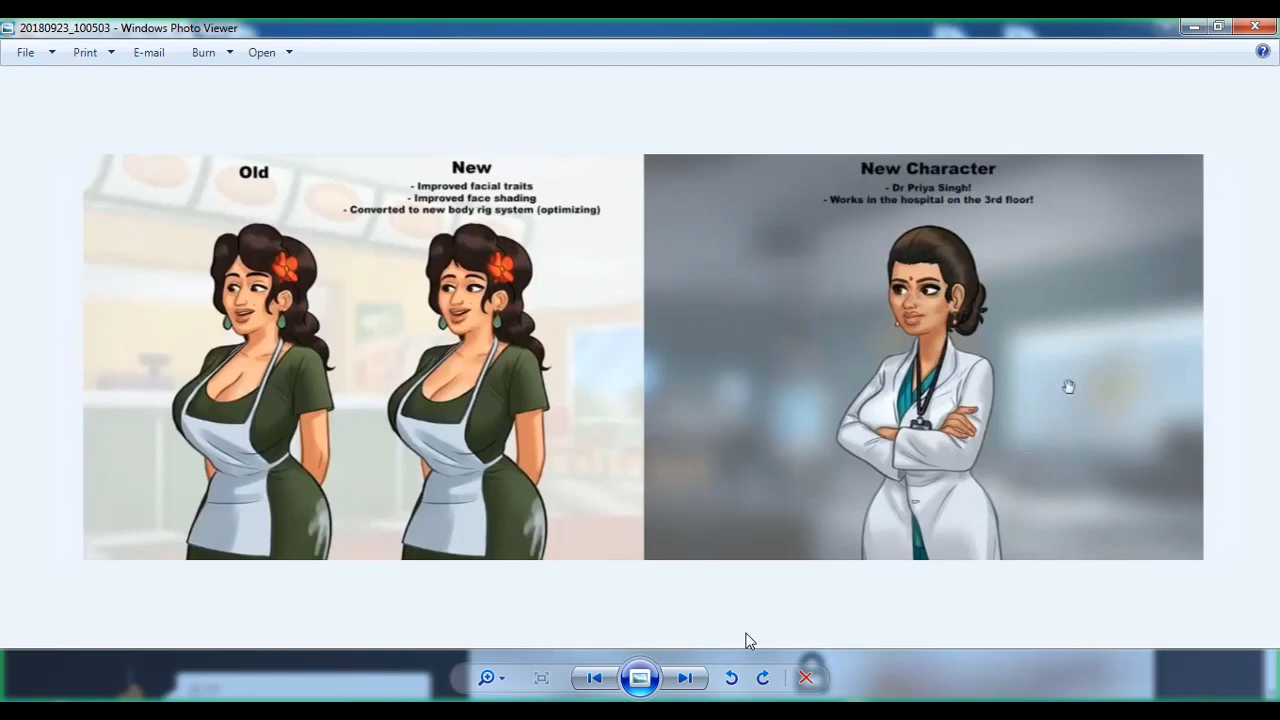 20180923_100503 - Windows Photo Viewer
File Print E-mail Burn Open
Old
New
- Improved facial traits
- Improved face shading
- Converted to new body rig system (optimizing)
New Character
- Dr Priya Singh!
- Works in the hospital on the 3rd floor!